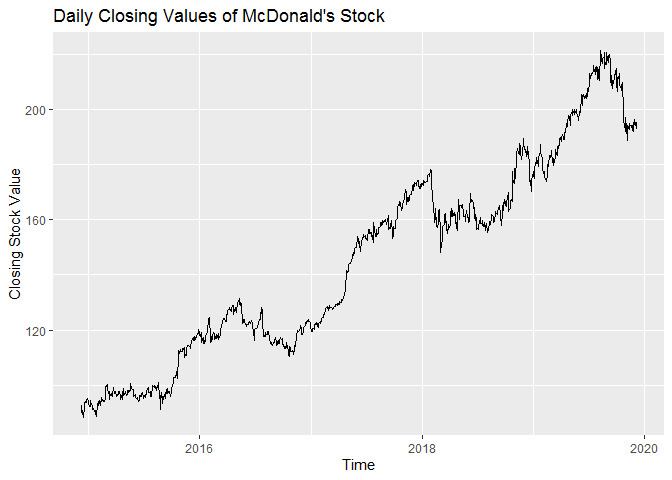 Daily Closing Values of McDonald's Stock
Closing Stock Value
200
160
120
2016
2018
2020
Time